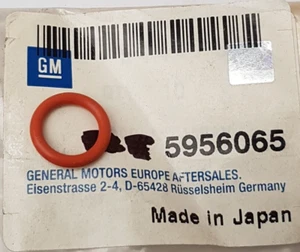 GM
5956065
GENERAL MOTORS EUROPE AFTERSALES.
Eisenstrasse 2-4, D-65428 Rüsselsheim Germany
Made in Japan